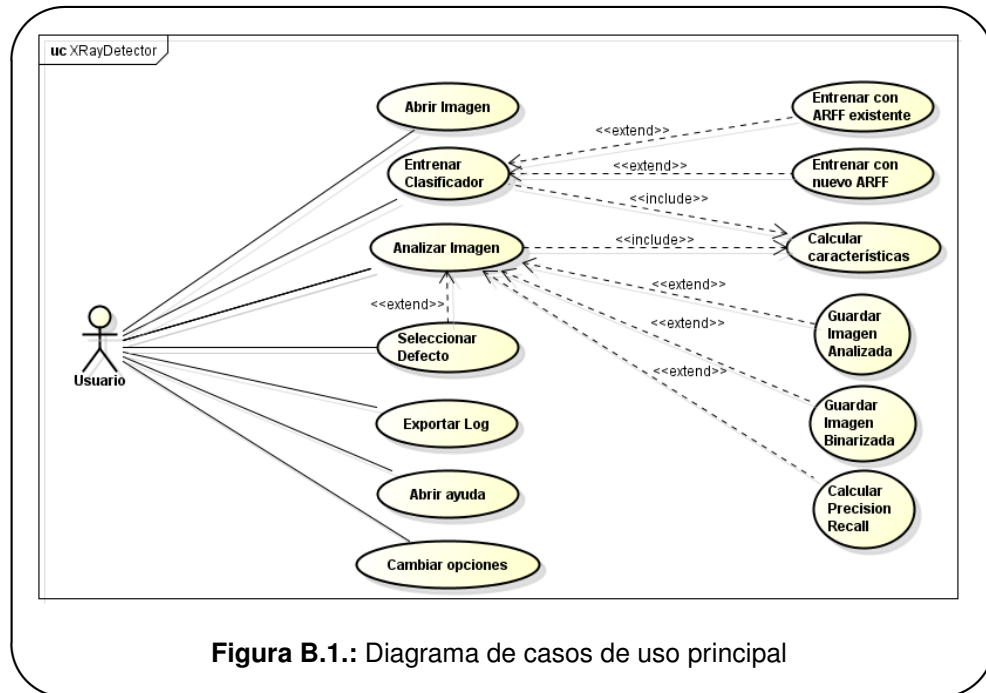 uc XRayDetector
Abrir Imagen
Entrenar con
ARFF existente
<<extend>>
Entrenar
Clasificador
<<extend>>
Entrenar con
nuevo ARFF
<<include>>
Analizar Imagen
<<include>>
Calcular
características
<<extend>>
<<extend>>
Guardar
Imagen
Analizada
<<extend>>
Seleccionar
Defecto
<<extend>>
Usuario
Guardar
Imagen
Binarizada
Exportar Log
Abrir ayuda
Calcular
Precision
Recall
Cambiar opciones
Figura B.1.: Diagrama de casos de uso principal